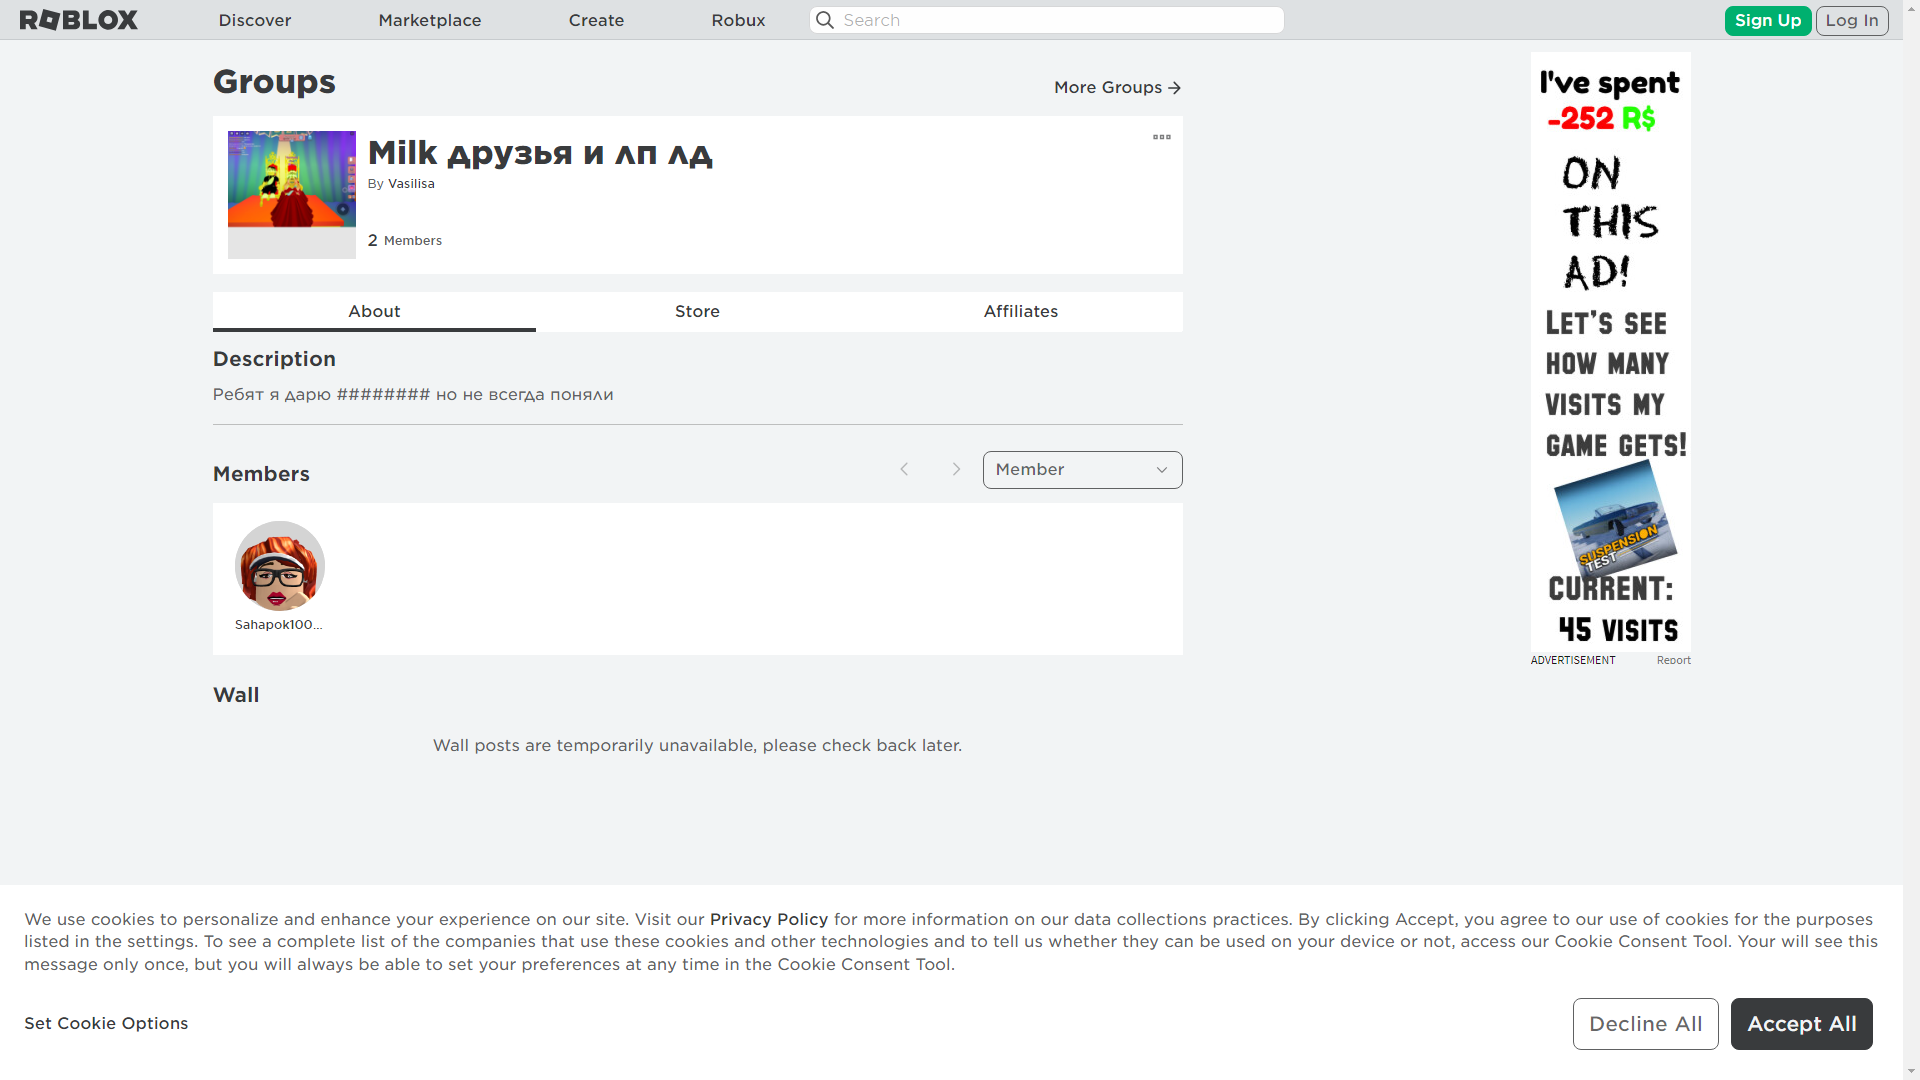 ROBLOX
Discover
Marketplace
Create
Robux
Search
Sign Up
Log In
Groups
More Groups
Milk друзья и лп лд
By Vasilisa
2 Members
About
Store
Affiliates
Description
Ребят я дарю ######## но не всегда поняли
Members
Member
Sahapok100...
Wall
Wall posts are temporarily unavailable, please check back later.
I've spent
-252 R$
ON
THIS
AD!
LET'S SEE
HOW MANY
VISITS MY
GAME GETS!
SUSPENSION
TEST
CURRENT:
45 VISITS
ADVERTISEMENT
Report
We use cookies to personalize and enhance your experience on our site. Visit our Privacy Policy for more information on our data collections practices. By clicking Accept, you agree to our use of cookies for the purposes
listed in the settings. To see a complete list of the companies that use these cookies and other technologies and to tell us whether they can be used on your device or not, access our Cookie Consent Tool. Your will see this
message only once, but you will always be able to set your preferences at any time in the Cookie Consent Tool.
Set Cookie Options
Decline All
Accept All